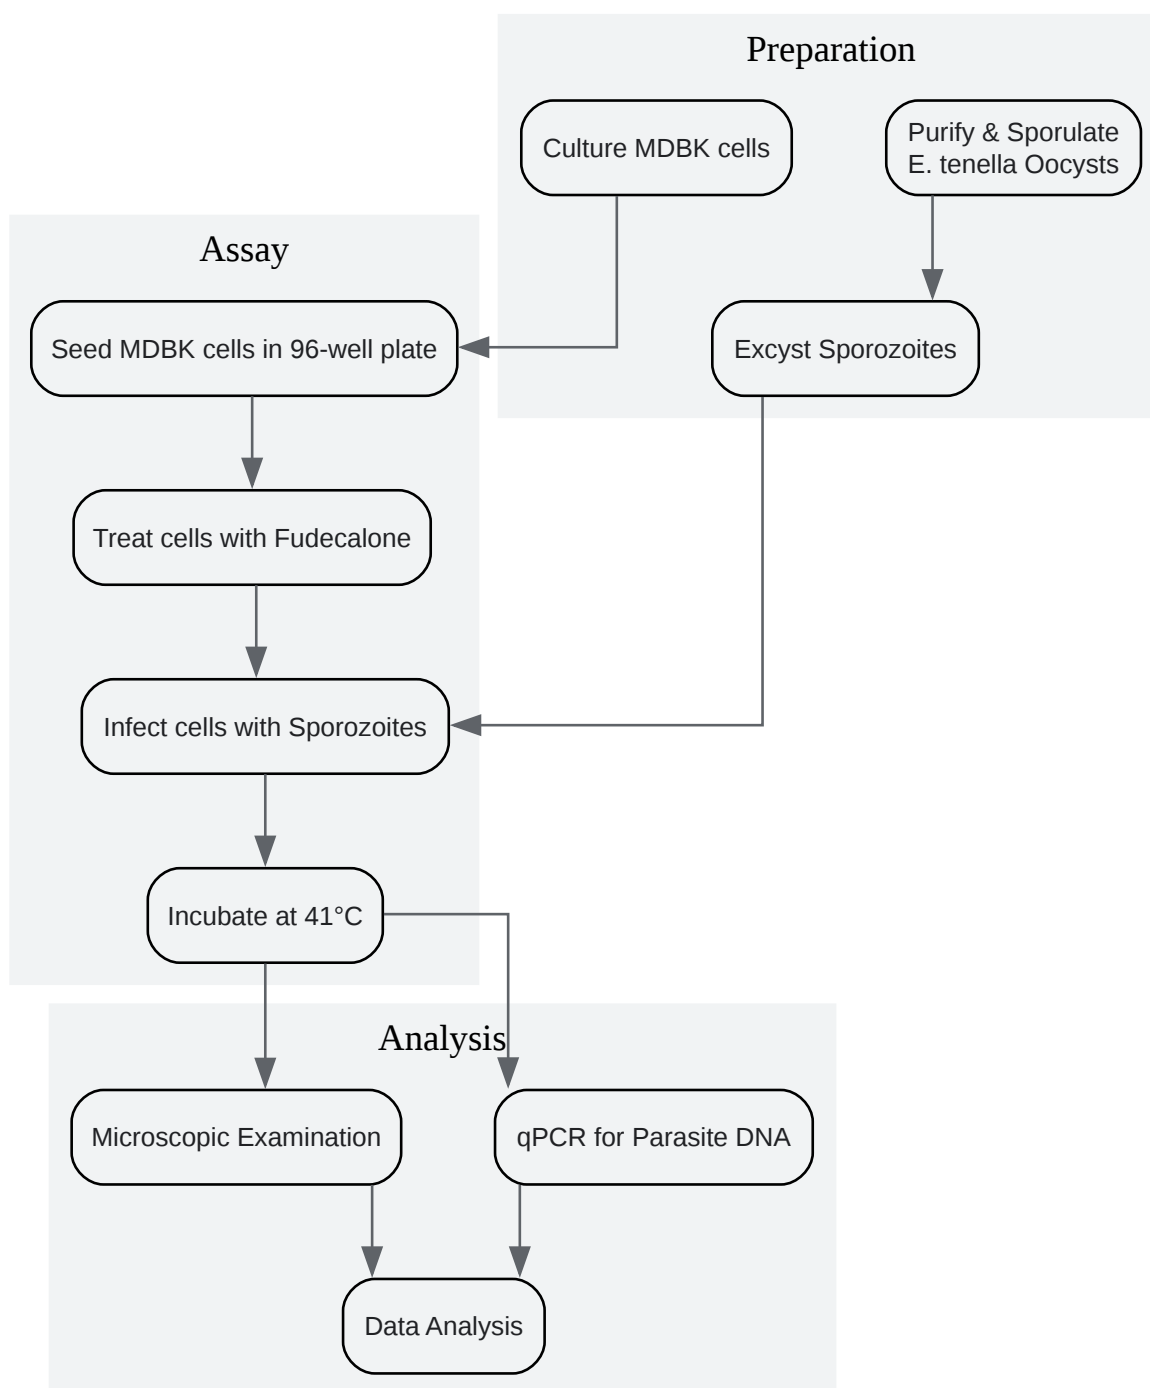 Preparation
Culture MDBK cells
Purify & Sporulate
E. tenella Oocysts
Assay
Seed MDBK cells in 96-well plate
Excyst Sporozoites
Treat cells with Fudecalone
Infect cells with Sporozoites
Incubate at 41°C
Analysis
Microscopic Examination
qPCR for Parasite DNA
Data Analysis